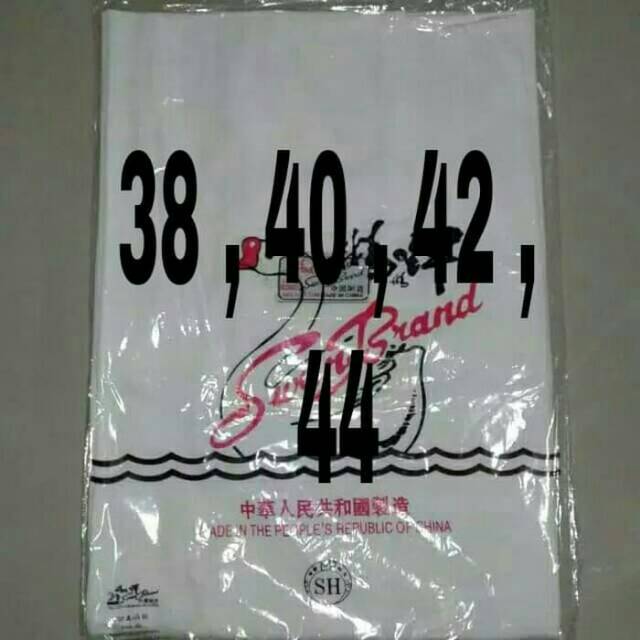 38 , 40 , 42 ,
Swan Brand
44
中華人民共和國製造
MADE IN THE PEOPLE'S REPUBLIC OF CHINA
SH